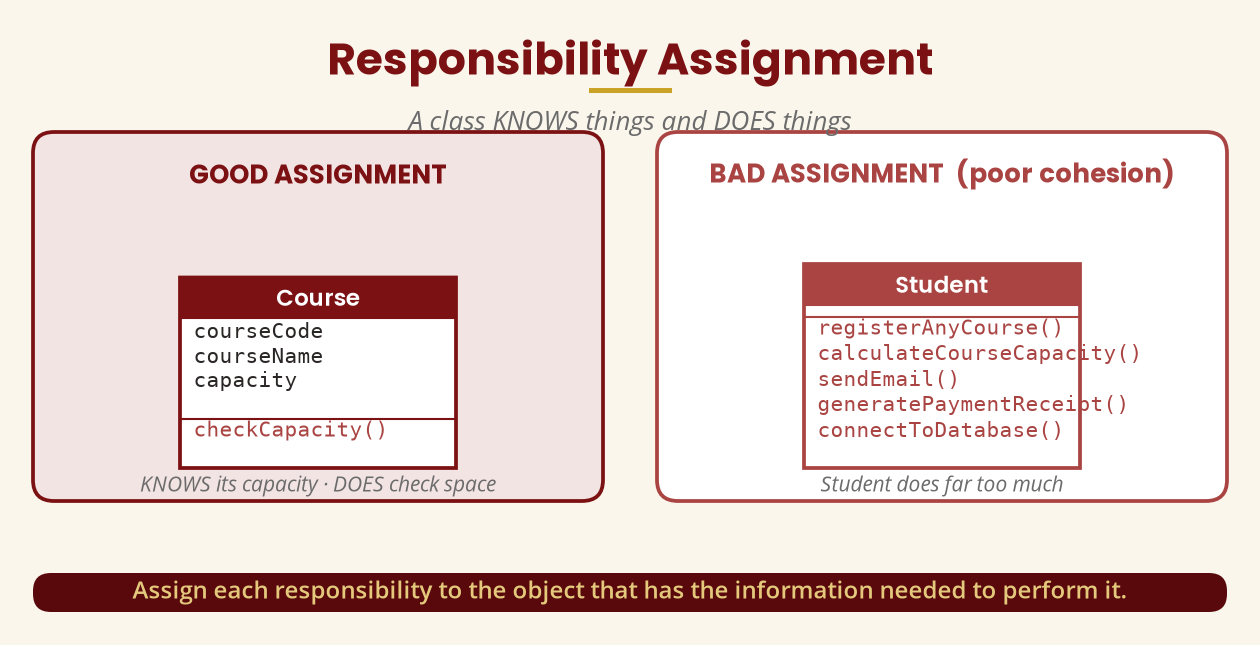 Responsibility Assignment
A class KNOWS things and DOES things
GOOD ASSIGNMENT
Course
courseCode
courseName
capacity
checkCapacity()
KNOWS its capacity · DOES check space
BAD ASSIGNMENT (poor cohesion)
Student
registerAnyCourse()
calculateCourseCapacity()
sendEmail()
generatePaymentReceipt()
connectToDatabase()
Student does far too much
Assign each responsibility to the object that has the information needed to perform it.